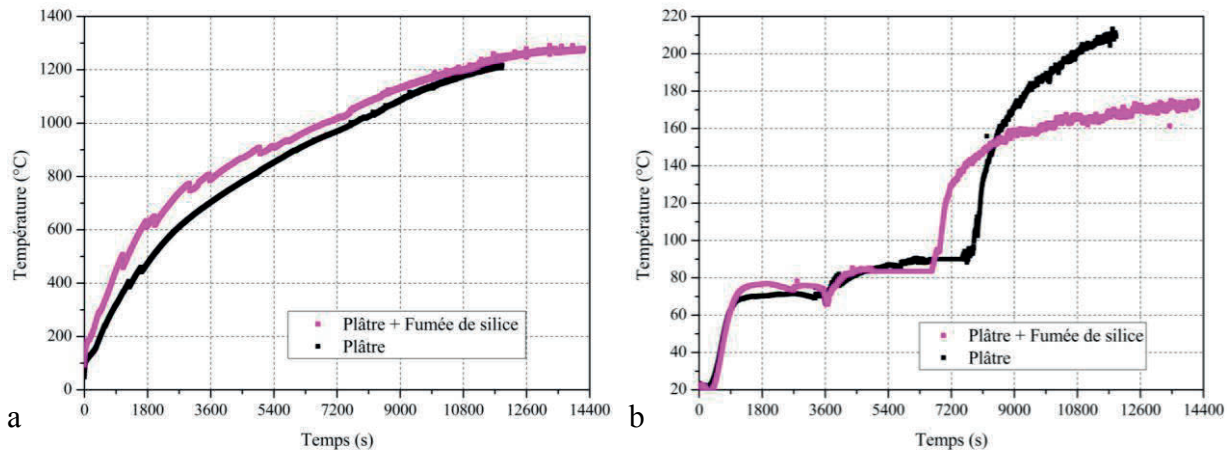 1400
1200
1000
800
600
400
200
0
Température (°C)
Plâtre + Fumée de silice
Plâtre
0 1800 3600 5400 7200 9000 10800 12600 14400
Temps (s)
a
220
200
180
160
140
120
100
80
60
40
20
Température (°C)
Plâtre + Fumée de silice
Plâtre
0 1800 3600 5400 7200 9000 10800 12600 14400
Temps (s)
b